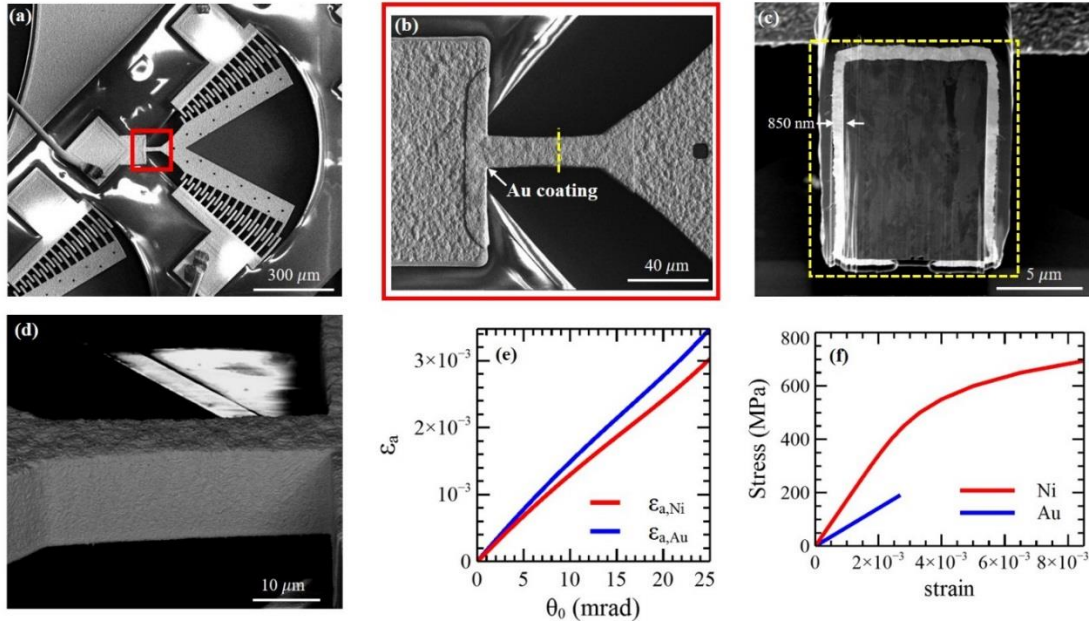 (a)
300 μm
(b)
Au coating
40 μm
(c)
850 nm
5 μm
(d)
10 μm
(e)
εa
3×10⁻³
2×10⁻³
10⁻³
0
εa,Ni
εa,Au
0 5 10 15 20 25
θ0 (mrad)
(f)
Stress (MPa)
800
600
400
200
0
Ni
Au
0 2×10⁻³ 4×10⁻³ 6×10⁻³ 8×10⁻³
strain